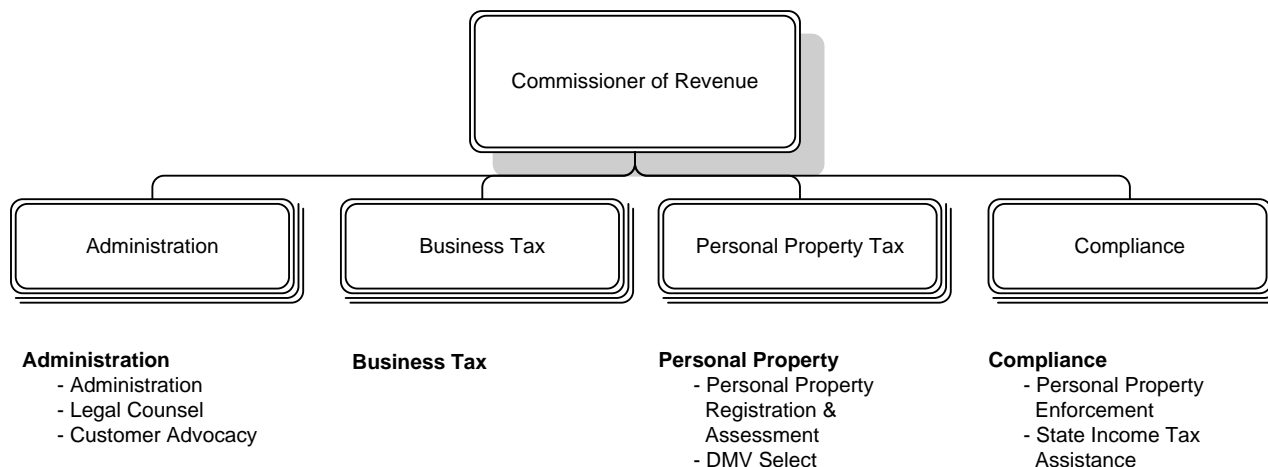 Commissioner of Revenue
Administration
Business Tax
Personal Property Tax
Compliance
Administration
- Administration
- Legal Counsel
- Customer Advocacy
Business Tax
Personal Property
- Personal Property
Registration &
Assessment
- DMV Select
Compliance
- Personal Property
Enforcement
- State Income Tax
Assistance